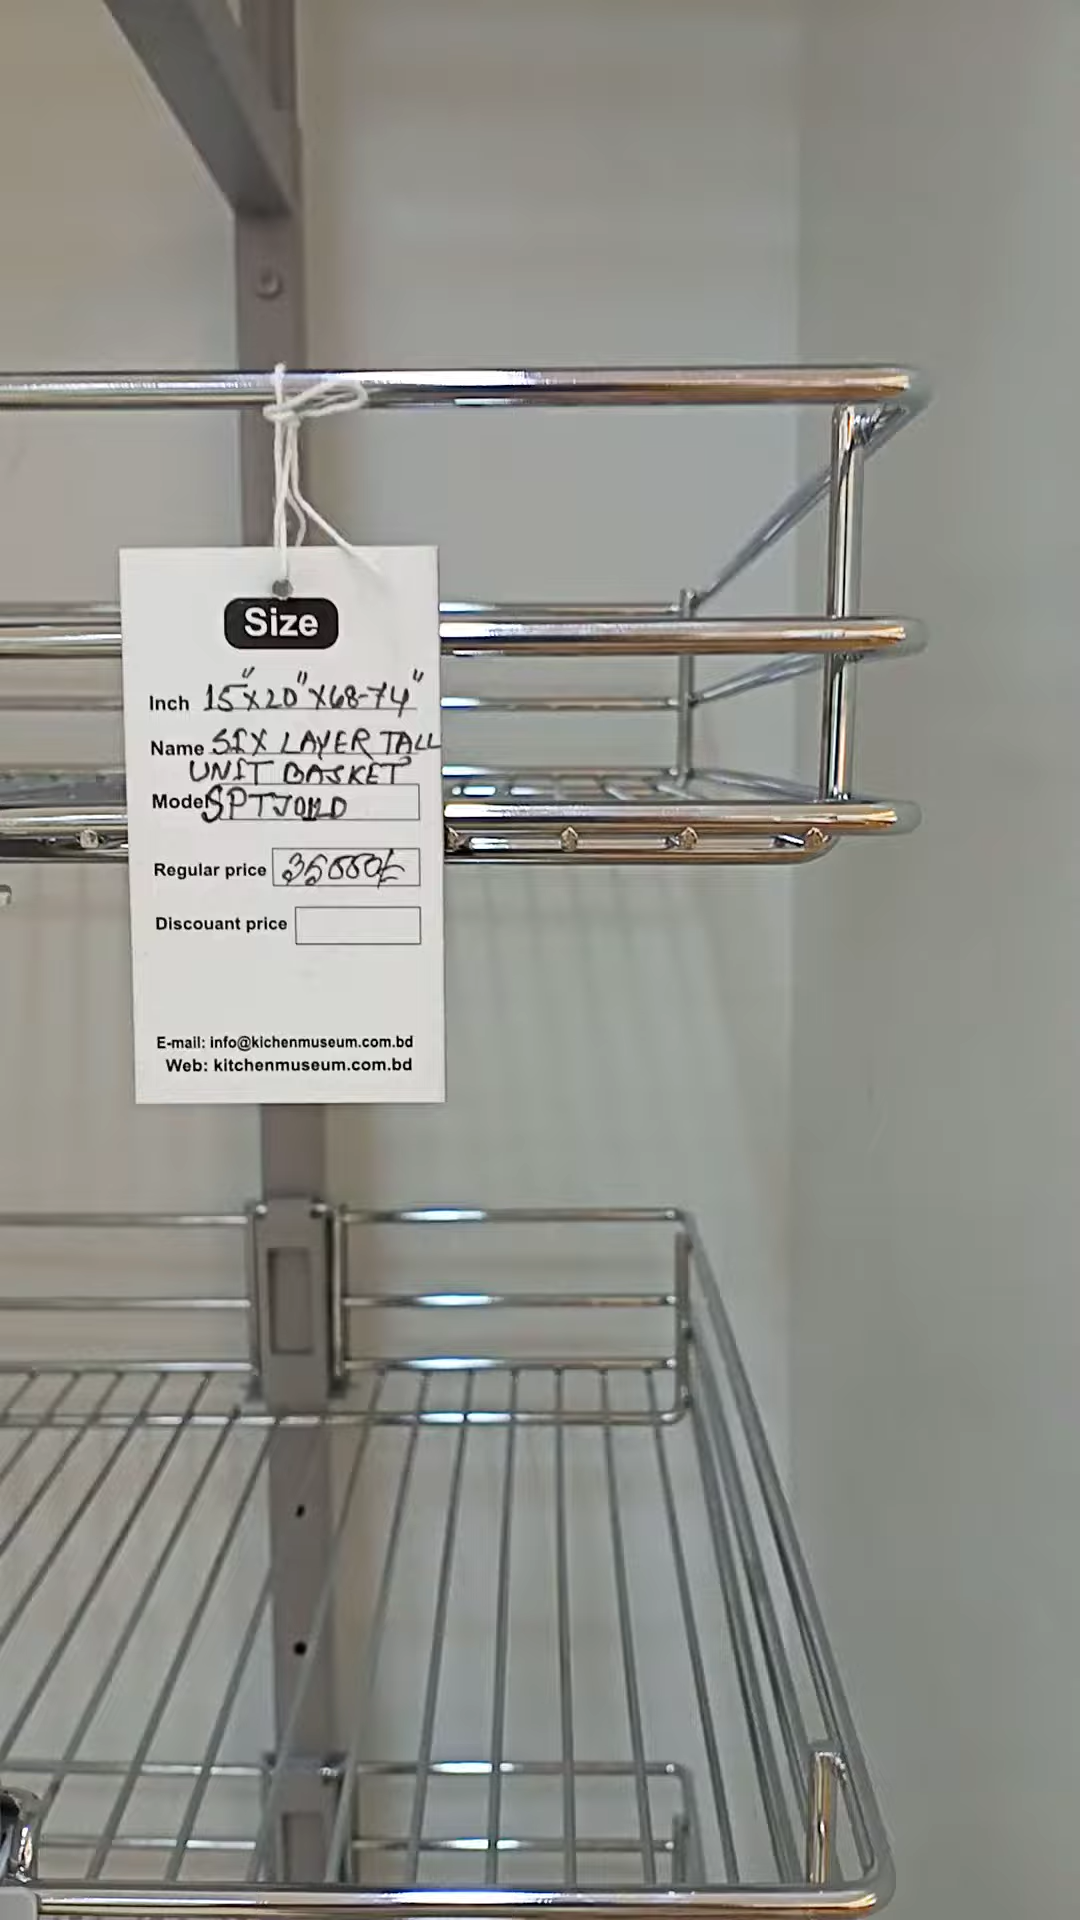 Size
Inch 15"x20"x68-74"
Name SIX LAYER TALL
UNIT BASKET
Model
Regular price 35000/-
Discouant price
E-mail: info@kichenmuseum.com.bd
Web: kitchenmuseum.com.bd